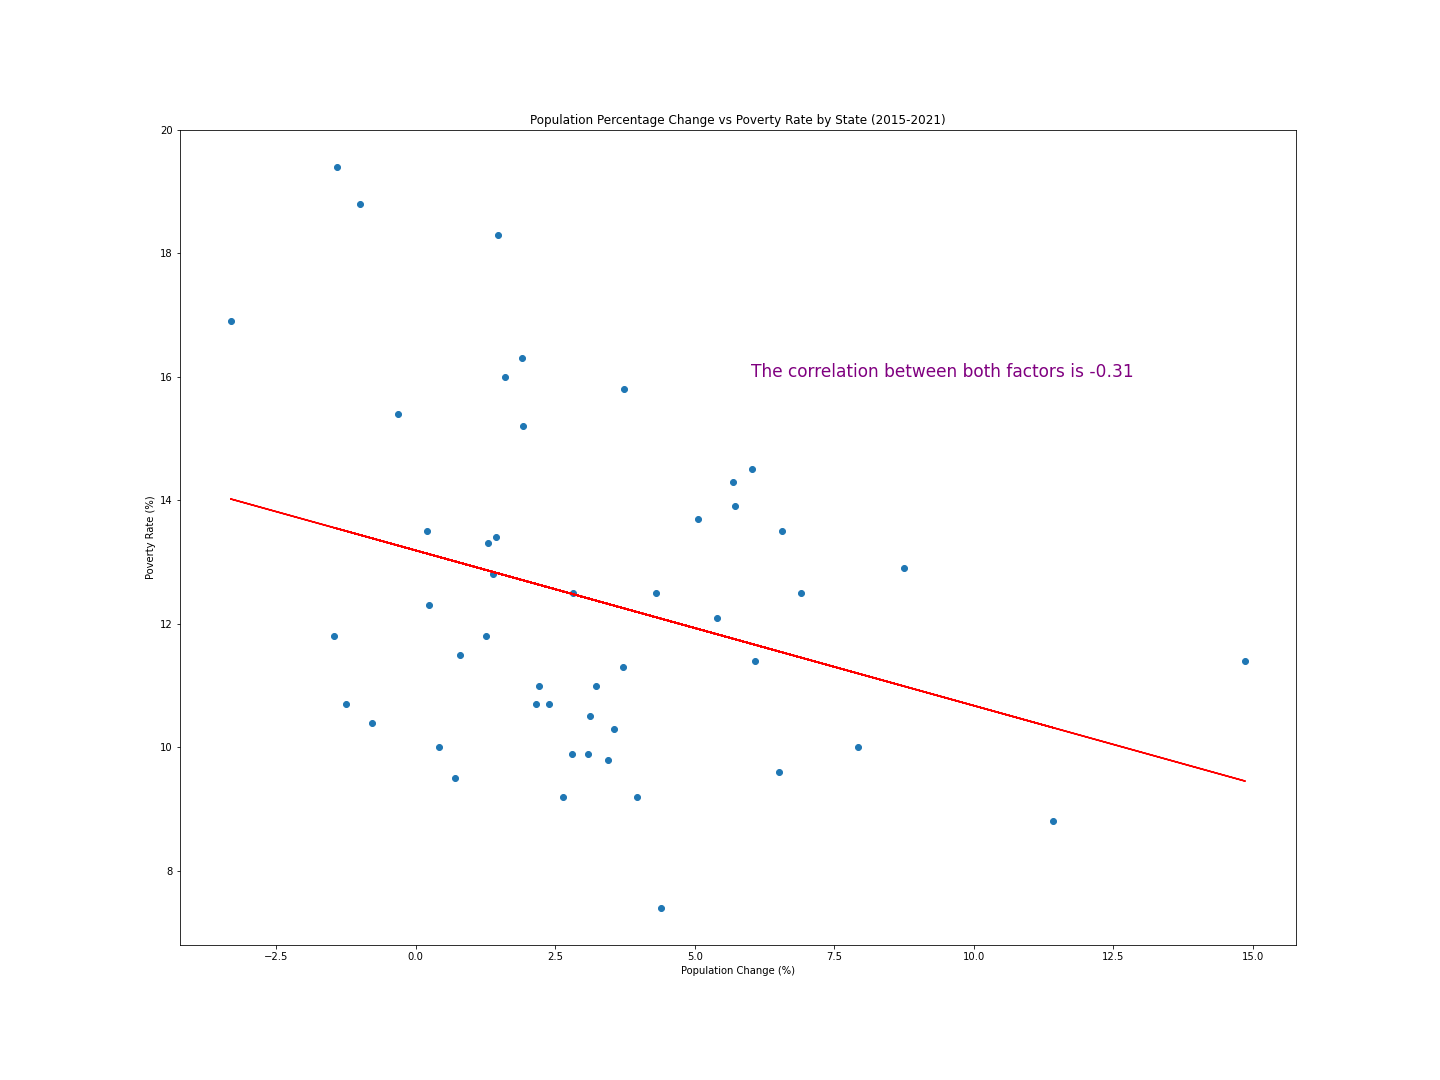 Population Percentage Change vs Poverty Rate by State (2015-2021)
20
18
16
14
12
10
8
Poverty Rate (%)
The correlation between both factors is -0.31
−2.5 0.0 2.5 5.0 7.5 10.0 12.5 15.0
Population Change (%)